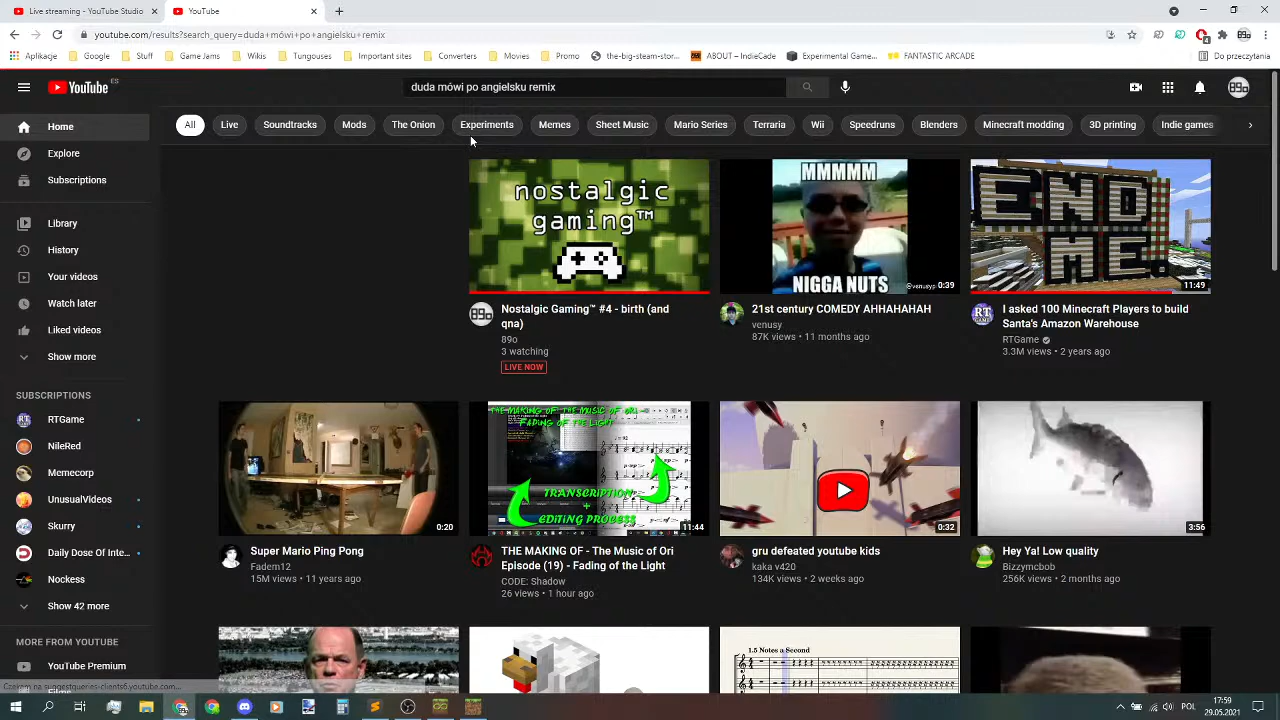 Live streaming - YouTube Studio
YouTube
youtube.com/results?search_query=duda+mówi+po+angielsku+remix
Aplikacje
Google
Stuff
Game Jams
Wiadomości
Tungouses
Important sites
Converters
Movies
Promo
the-big-steam-stor...
ABOUT – IndieCade
Experimental Game...
FANTASTIC ARCADE
Do przeczytania
YouTube ES
duda mówi po angielsku remix
89o
All
Live
Soundtracks
Mods
The Onion
Experiments
Memes
Sheet Music
Mario Series
Terraria
Wii
Speedruns
Blenders
Minecraft modding
3D printing
Indie games
Home
Explore
Subscriptions
Library
History
Your videos
Watch later
Liked videos
Show more
SUBSCRIPTIONS
RTGame
NileRed
Memecorp
UnusualVideos
Skurry
Daily Dose Of Inte...
Nockess
Show 42 more
MORE FROM YOUTUBE
YouTube Premium
nostalgic
gaming™
Nostalgic Gaming™ #4 - birth (and
qna)
89o
3 watching
LIVE NOW
MMMMM
NIGGA NUTS
0:39
21st century COMEDY AHHAHAHAH
venusy
87K views • 11 months ago
END
ME
11:49
I asked 100 Minecraft Players to build
Santa's Amazon Warehouse
RTGame
3.3M views • 2 years ago
0:20
Super Mario Ping Pong
Fadem12
15M views • 11 years ago
THE MAKING OF: THE MUSIC OF ORI
FADING OF THE LIGHT
TRANSCRIPTION
+
EDITING PROCESS
11:44
THE MAKING OF - The Music of Ori
Episode (19) - Fading of the Light
CODE: Shadow
26 views • 1 hour ago
0:32
gru defeated youtube kids
kaka v420
134K views • 2 weeks ago
3:56
Hey Ya! Low quality
Bizzymcbob
256K views • 2 months ago
1.5 Notes a Second
POL
17:59
29.05.2021